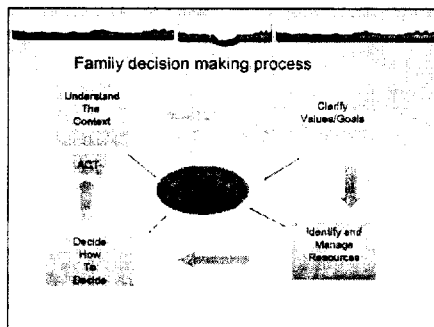 Family decision making process
Understand
The
Context
Clarify
Values/Goals
ACT
Decide
How
To
Decide
Identify and
Manage
Resources